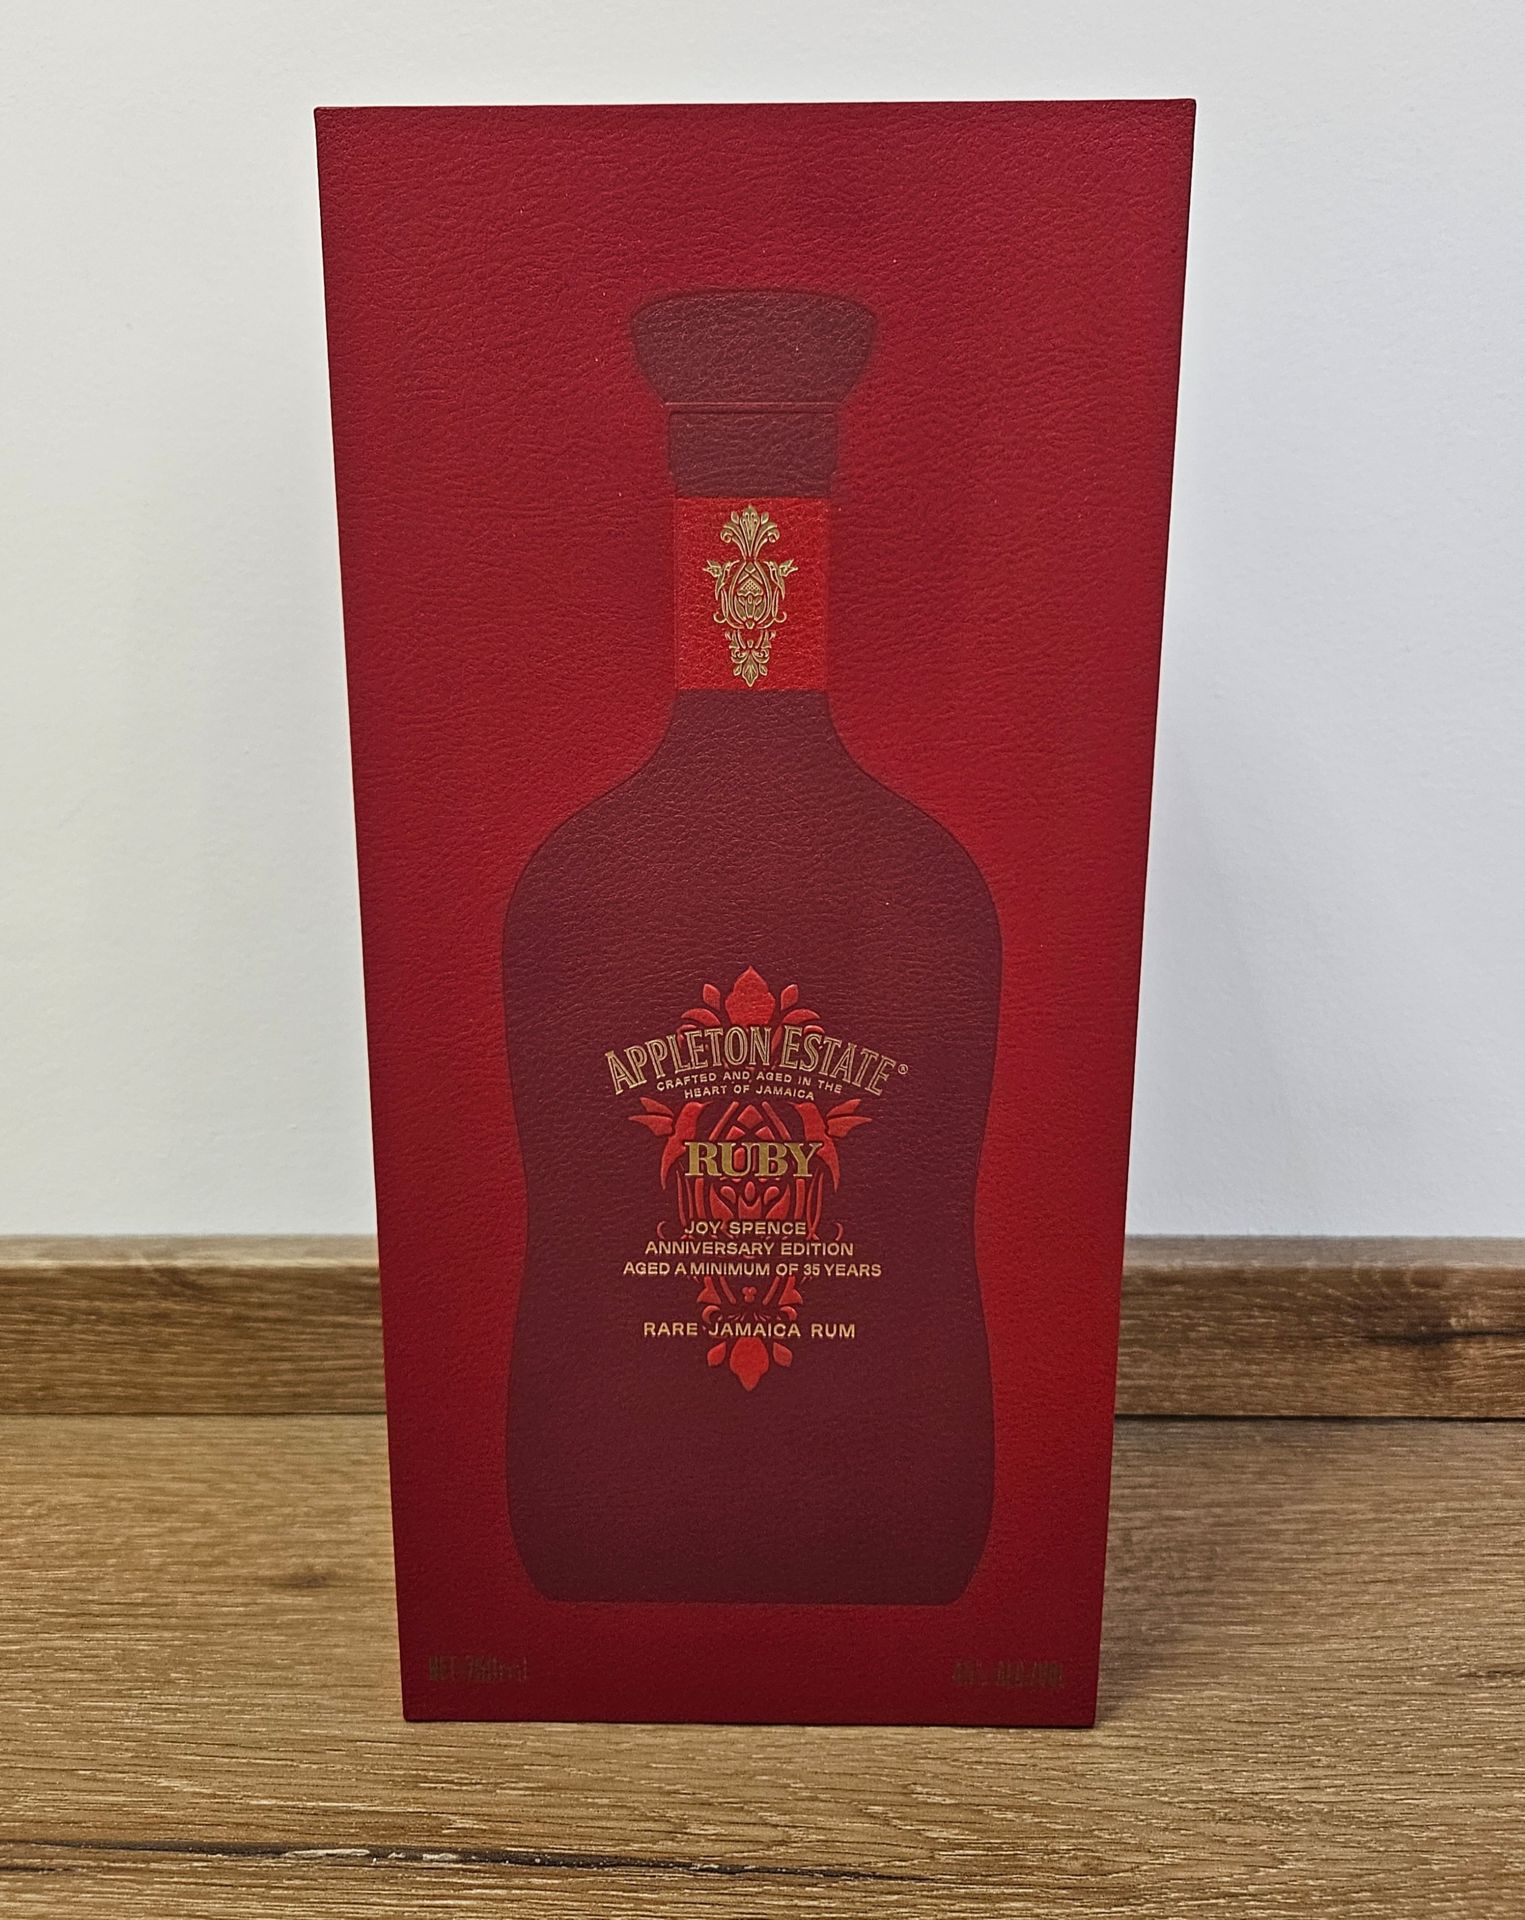 APPLETON ESTATE®
CRAFTED AND AGED IN THE
HEART OF JAMAICA
RUBY
JOY SPENCE
ANNIVERSARY EDITION
AGED A MINIMUM OF 35 YEARS
RARE JAMAICA RUM
NET